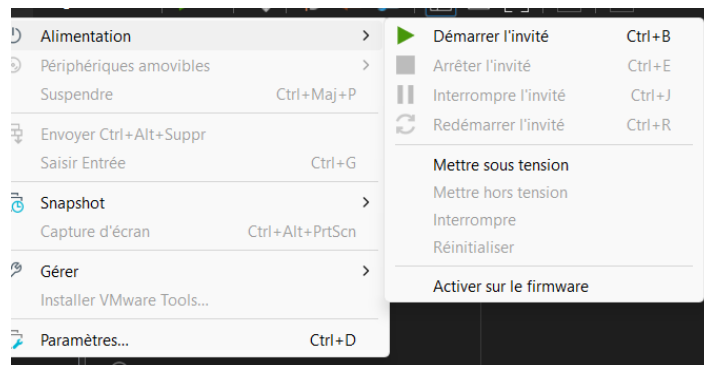 Alimentation
Périphériques amovibles
Suspendre Ctrl+Maj+P
Envoyer Ctrl+Alt+Suppr
Saisir Entrée Ctrl+G
Snapshot
Capture d'écran Ctrl+Alt+PrtScn
Gérer
Installer VMware Tools...
Paramètres... Ctrl+D
Démarrer l'invité Ctrl+B
Arrêter l'invité Ctrl+E
Interrompre l'invité Ctrl+J
Redémarrer l'invité Ctrl+R
Mettre sous tension
Mettre hors tension
Interrompre
Réinitialiser
Activer sur le firmware